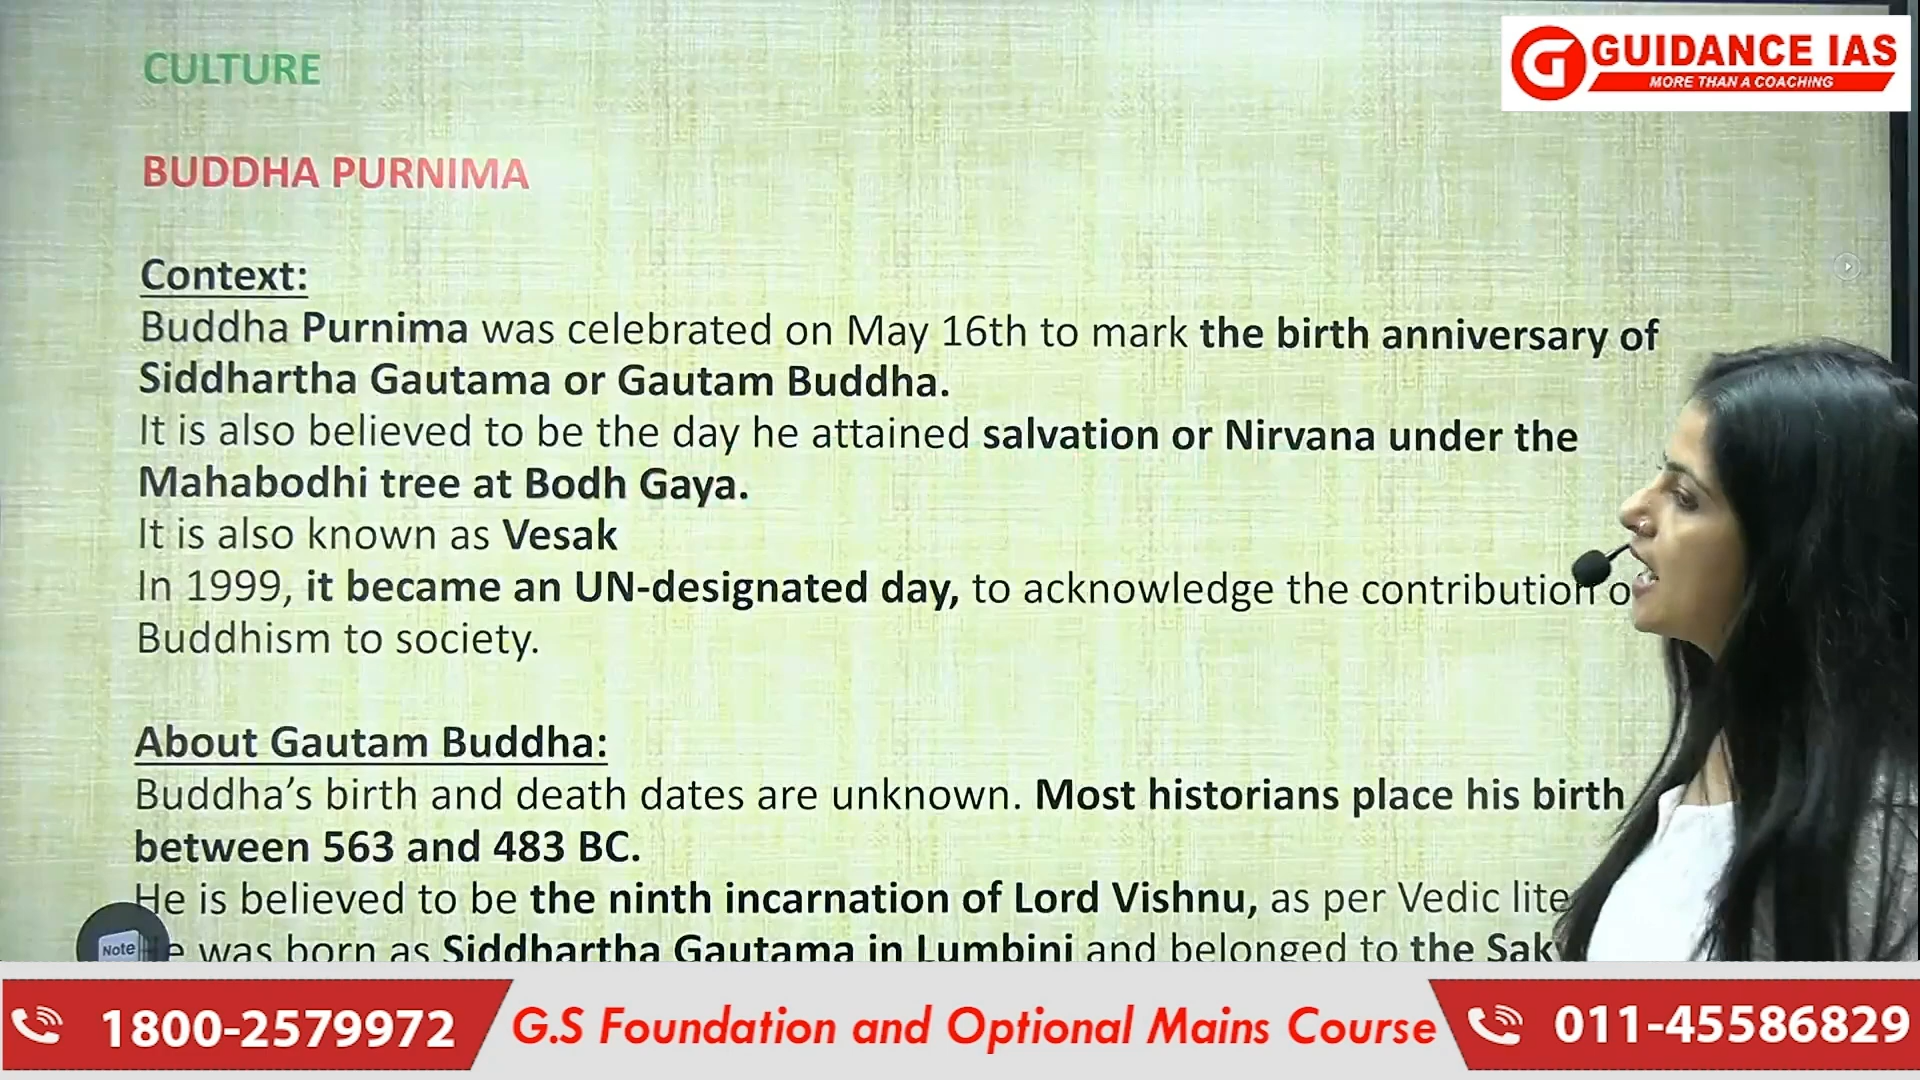 CULTURE
GUIDANCE IAS
MORE THAN A COACHING
BUDDHA PURNIMA
Context:
Buddha Purnima was celebrated on May 16th to mark the birth anniversary of
Siddhartha Gautama or Gautam Buddha.
It is also believed to be the day he attained salvation or Nirvana under the
Mahabodhi tree at Bodh Gaya.
It is also known as Vesak
In 1999, it became an UN-designated day, to acknowledge the contribution
Buddhism to society.
About Gautam Buddha:
Buddha’s birth and death dates are unknown. Most historians place his birth
between 563 and 483 BC.
He is believed to be the ninth incarnation of Lord Vishnu, as per Vedic
was born as Siddhartha Gautama in Lumbini and belonged to the
Note
1800-2579972
G.S Foundation and Optional Mains Course
011-45586829